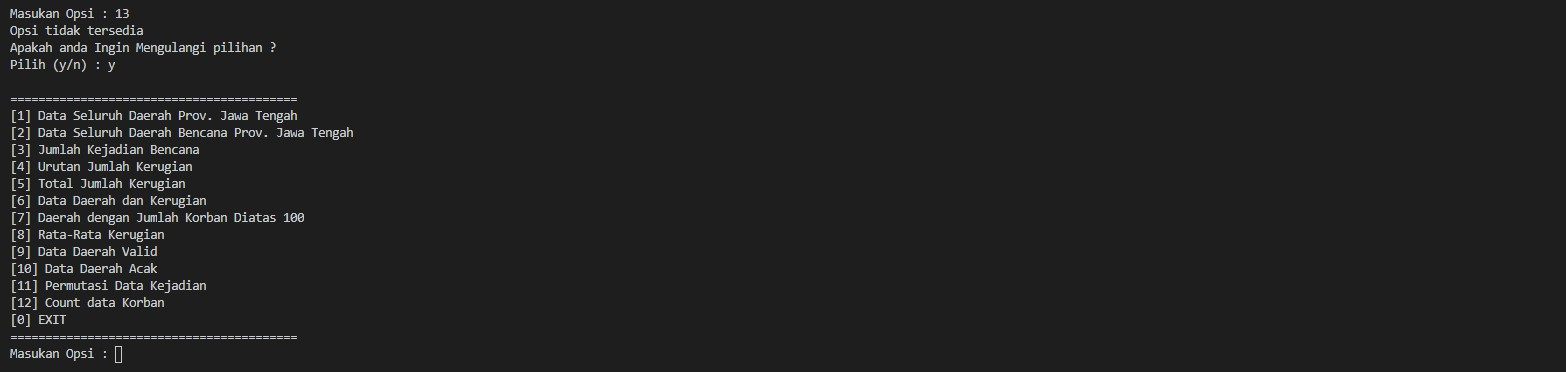 Masukan Opsi : 13
Opsi tidak tersedia
Apakah anda Ingin Mengulangi pilihan ?
Pilih (y/n) : y
=========================================
[1] Data Seluruh Daerah Prov. Jawa Tengah
[2] Data Seluruh Daerah Bencana Prov. Jawa Tengah
[3] Jumlah Kejadian Bencana
[4] Urutan Jumlah Kerugian
[5] Total Jumlah Kerugian
[6] Data Daerah dan Kerugian
[7] Daerah dengan Jumlah Korban Diatas 100
[8] Rata-Rata Kerugian
[9] Data Daerah Valid
[10] Data Daerah Acak
[11] Permutasi Data Kejadian
[12] Count data Korban
[0] EXIT
=========================================
Masukan Opsi :